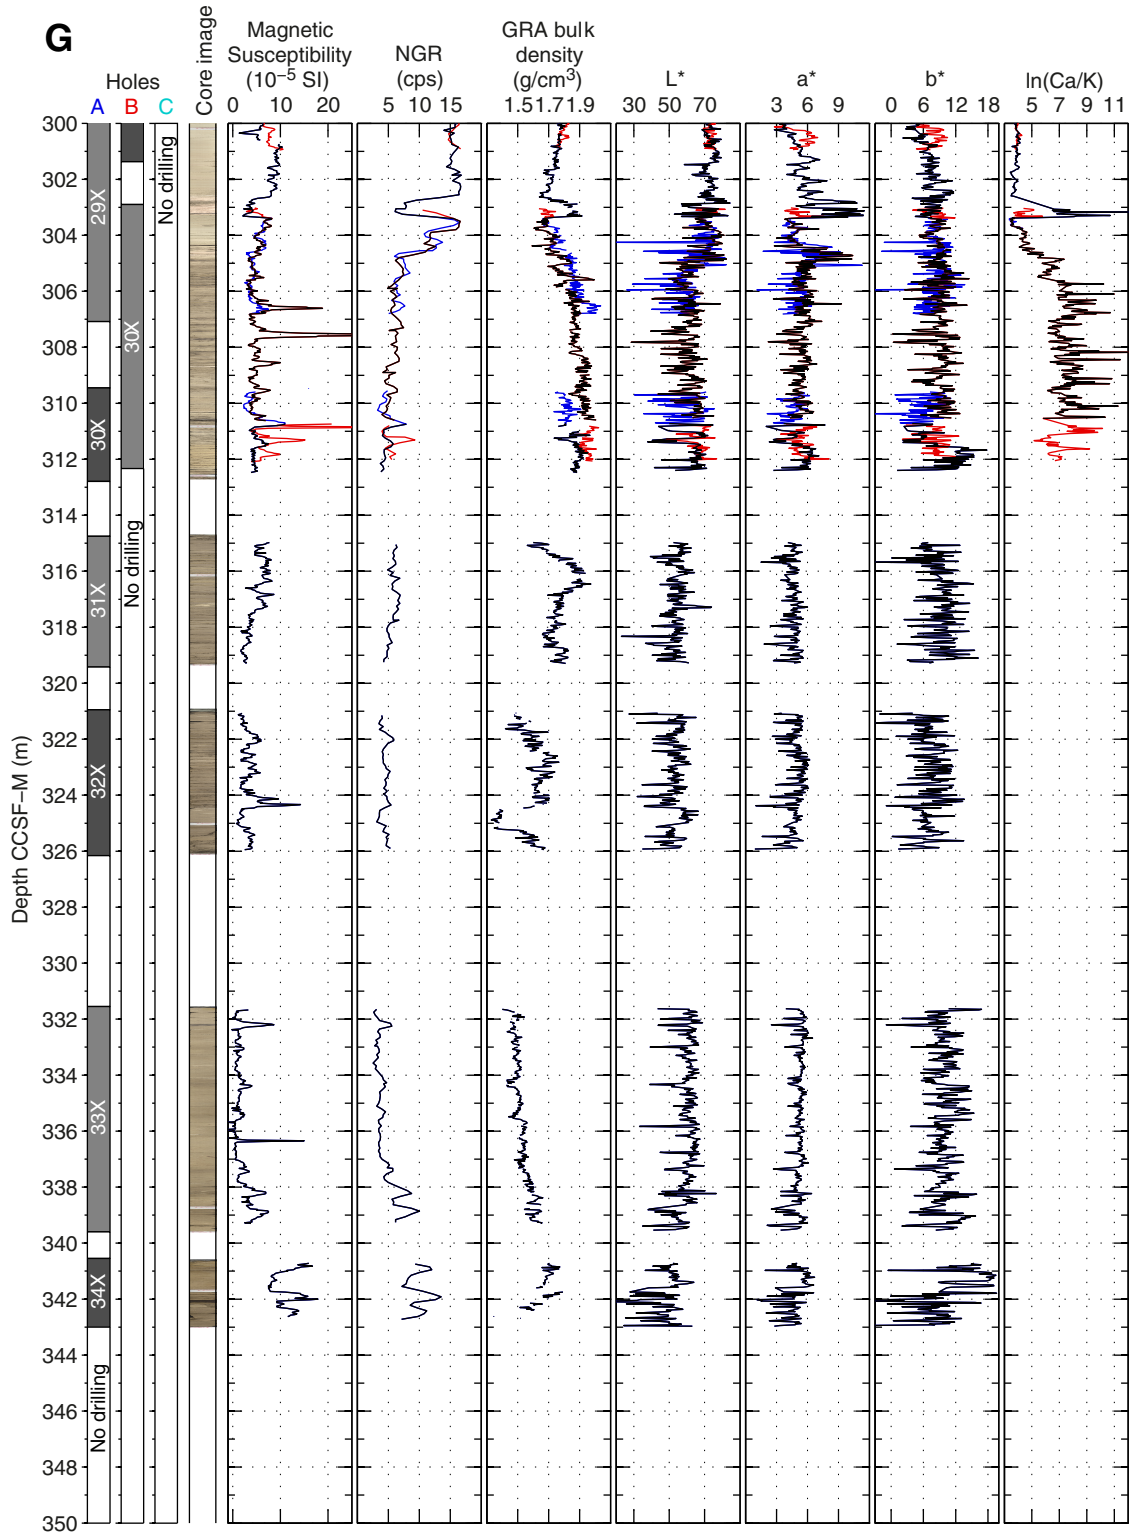 G
Holes
A B C
Core image
Magnetic
Susceptibility
(10–5 SI)
0 10 20
NGR
(cps)
5 10 15
GRA bulk
density
(g/cm3)
1.5 1.7 1.9
L*
30 50 70
a*
3 6 9
b*
0 6 12 18
ln(Ca/K)
5 7 9 11
Depth CCSF–M (m)
300
302
304
306
308
310
312
314
316
318
320
322
324
326
328
330
332
334
336
338
340
342
344
346
348
350
29X
30X
31X
32X
33X
34X
No drilling
30X
No drilling
No drilling